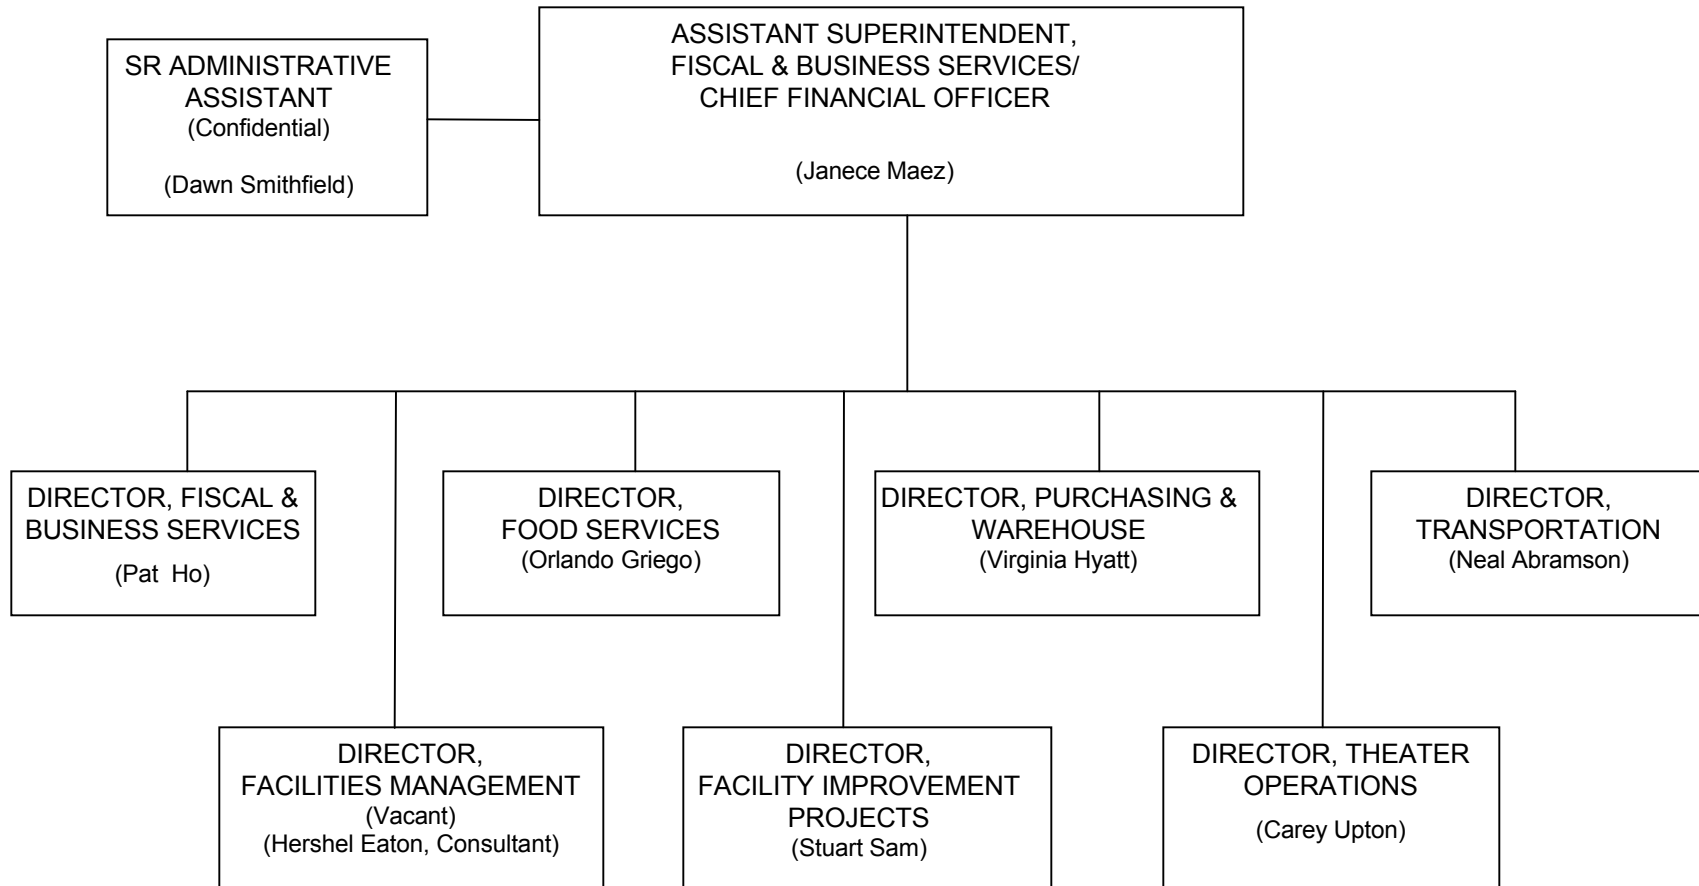 SR ADMINISTRATIVE
ASSISTANT
(Confidential)
(Dawn Smithfield)
ASSISTANT SUPERINTENDENT,
FISCAL & BUSINESS SERVICES/
CHIEF FINANCIAL OFFICER
(Janece Maez)
DIRECTOR, FISCAL &
BUSINESS SERVICES
(Pat Ho)
DIRECTOR,
FOOD SERVICES
(Orlando Griego)
DIRECTOR, PURCHASING &
WAREHOUSE
(Virginia Hyatt)
DIRECTOR,
TRANSPORTATION
(Neal Abramson)
DIRECTOR,
FACILITIES MANAGEMENT
(Vacant)
(Hershel Eaton, Consultant)
DIRECTOR,
FACILITY IMPROVEMENT
PROJECTS
(Stuart Sam)
DIRECTOR, THEATER
OPERATIONS
(Carey Upton)